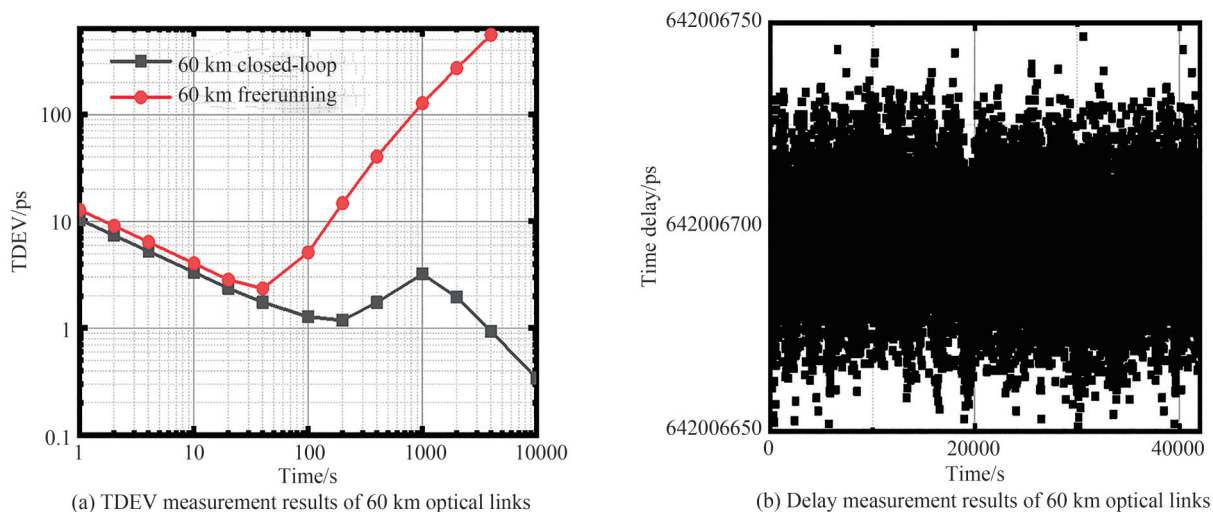 TDEV/ps
100
10
1
0.1
60 km closed-loop
60 km freerunning
1
10
100
1000
10000
Time/s
(a) TDEV measurement results of 60 km optical links
Time delay/ps
642006750
642006700
642006650
0
20000
40000
Time/s
(b) Delay measurement results of 60 km optical links